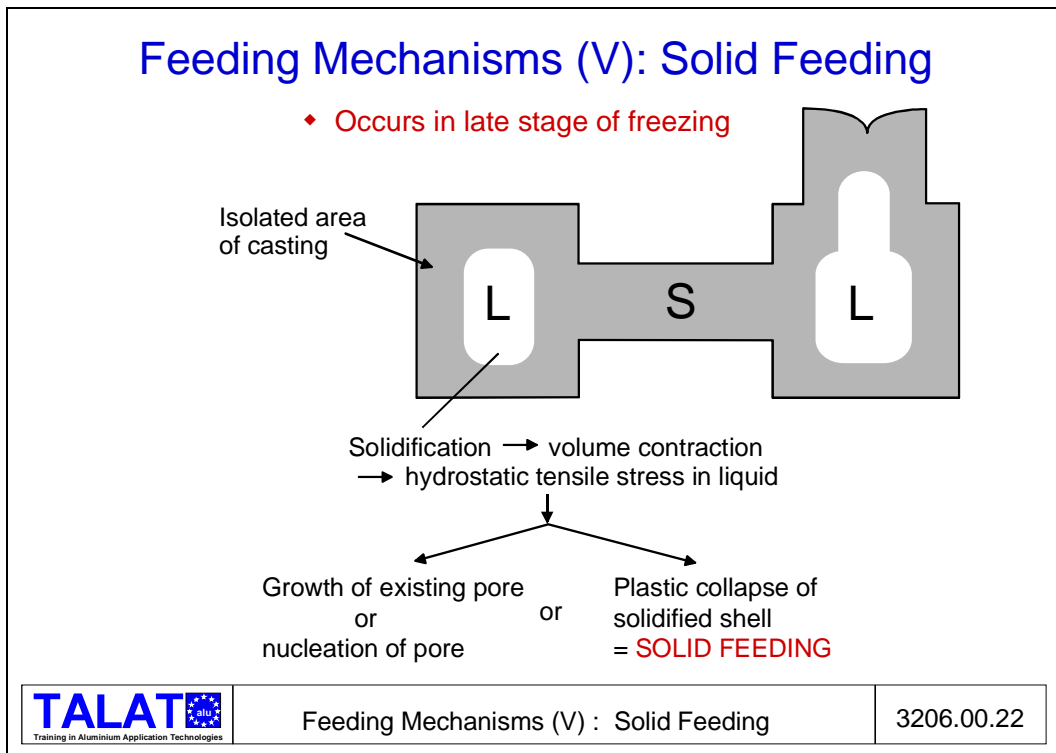 Feeding Mechanisms (V): Solid Feeding
◆ Occurs in late stage of freezing
Isolated area
of casting
L
S
L
Solidification → volume contraction
→ hydrostatic tensile stress in liquid
Growth of existing pore
or
nucleation of pore
or
Plastic collapse of
solidified shell
= SOLID FEEDING
TALAT
alu
Training in Aluminium Application Technologies
Feeding Mechanisms (V) : Solid Feeding
3206.00.22